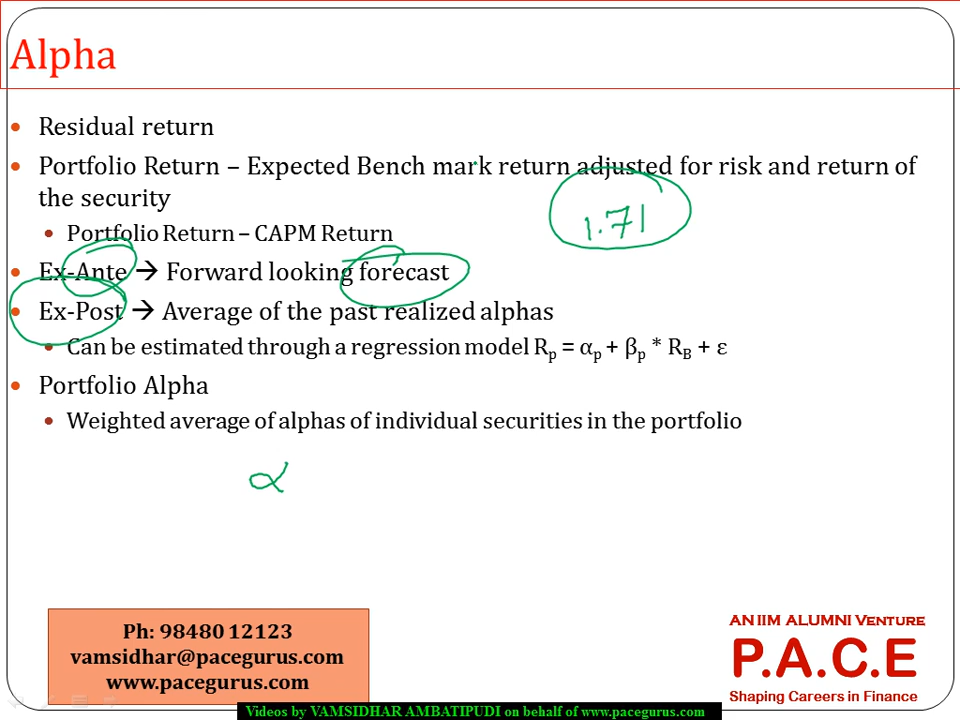 Alpha
• Residual return
• Portfolio Return – Expected Bench mark return adjusted for risk and return of
the security
• Portfolio Return – CAPM Return
1.71
• Ex-Ante → Forward looking forecast
• Ex-Post → Average of the past realized alphas
• Can be estimated through a regression model Rp = αp + βp * RB + ε
• Portfolio Alpha
• Weighted average of alphas of individual securities in the portfolio
α
Ph: 98480 12123
vamsidhar@pacegurus.com
www.pacegurus.com
AN IIM ALUMNI VENTURE
P.A.C.E
Shaping Careers in Finance
Videos by VAMSIDHAR AMBATIPUDI on behalf of www.pacegurus.com